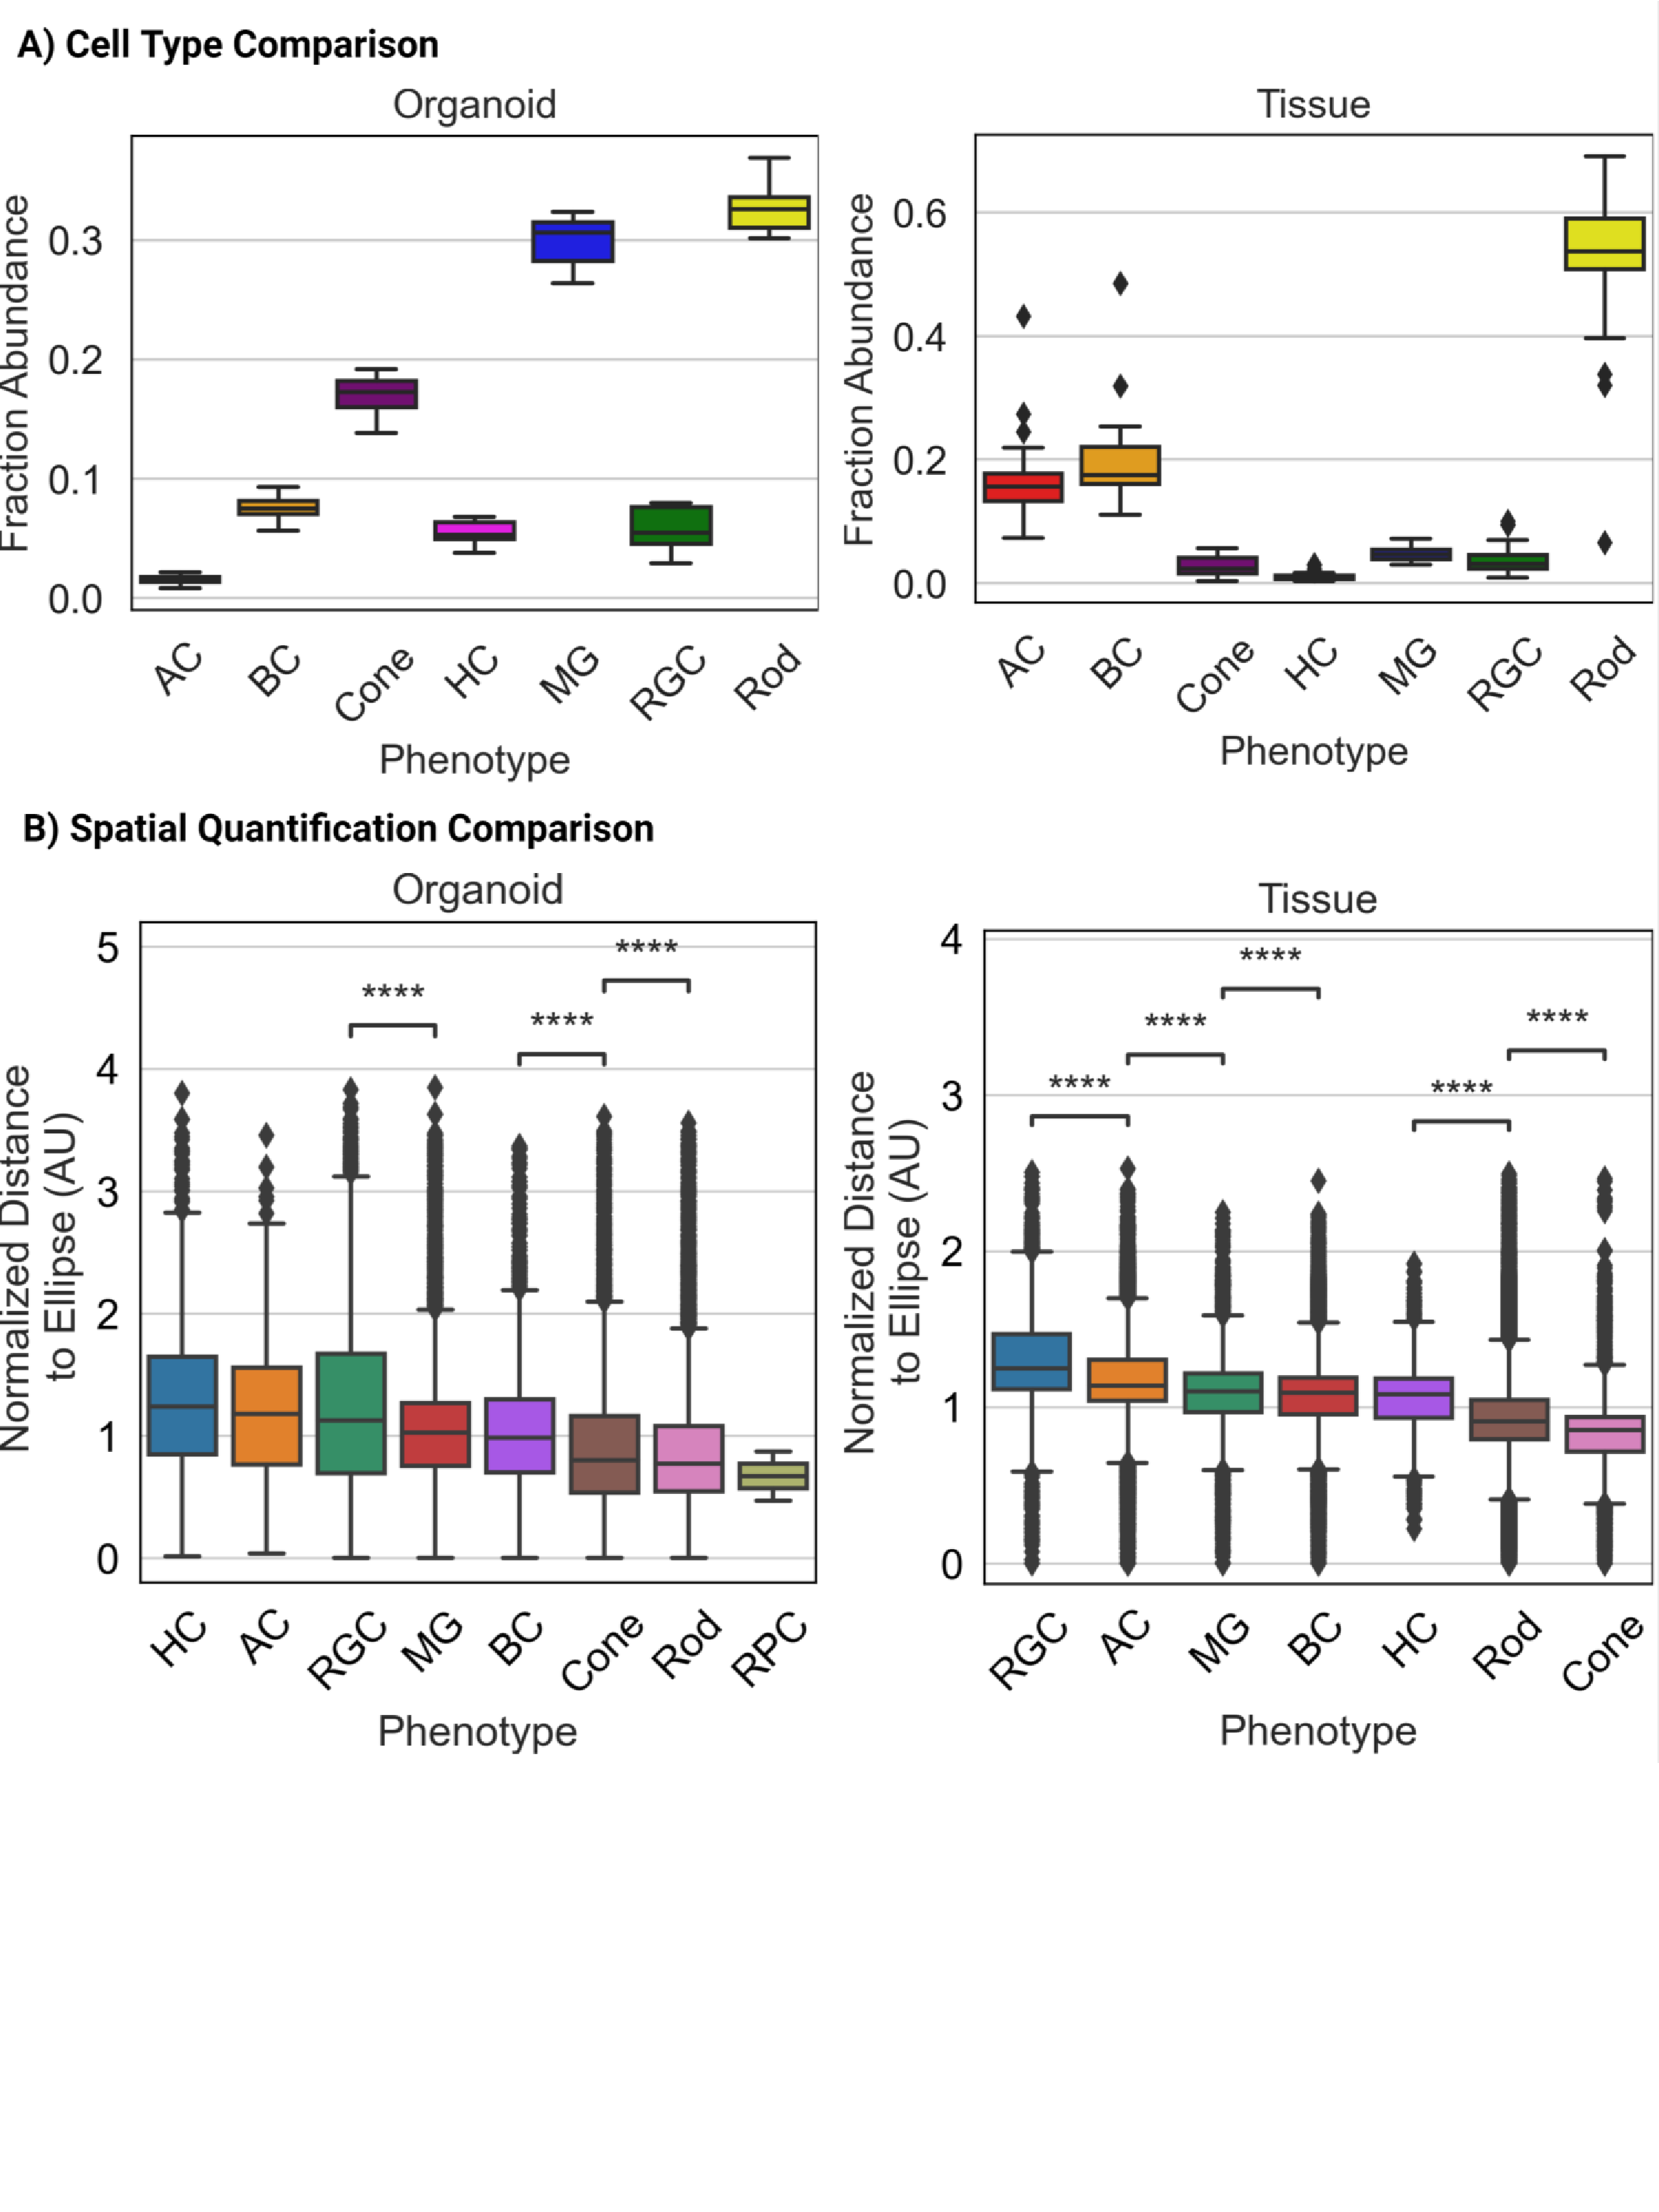 A) Cell Type Comparison
Organoid
Fraction Abundance
0.3
0.2
0.1
0.0
AC
BC
Cone
HC
MG
RGC
Rod
Phenotype
Tissue
Fraction Abundance
0.6
0.4
0.2
0.0
AC
BC
Cone
HC
MG
RGC
Rod
Phenotype
B) Spatial Quantification Comparison
Organoid
Normalized Distance
to Ellipse (AU)
5
4
3
2
1
0
****
****
****
HC
AC
RGC
MG
BC
Cone
Rod
RPC
Phenotype
Tissue
Normalized Distance
to Ellipse (AU)
4
3
2
1
0
****
****
****
****
****
RGC
AC
MG
BC
HC
Rod
Cone
Phenotype